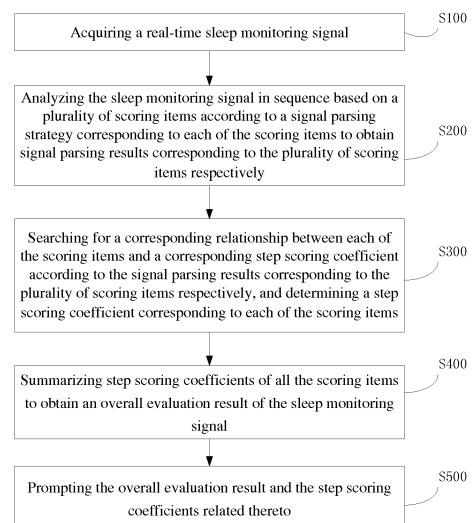 S100
Acquiring a real-time sleep monitoring signal
Analyzing the sleep monitoring signal in sequence based on a
plurality of scoring items according to a signal parsing
strategy corresponding to each of the scoring items to obtain
signal parsing results corresponding to the plurality of scoring
items respectively
S200
Searching for a corresponding relationship between each of
the scoring items and a corresponding step scoring coefficient
according to the signal parsing results corresponding to the
plurality of scoring items respectively, and determining a step
scoring coefficient corresponding to each of the scoring items
S300
Summarizing step scoring coefficients of all the scoring items
to obtain an overall evaluation result of the sleep monitoring
signal
S400
Prompting the overall evaluation result and the step scoring
coefficients related thereto
S500